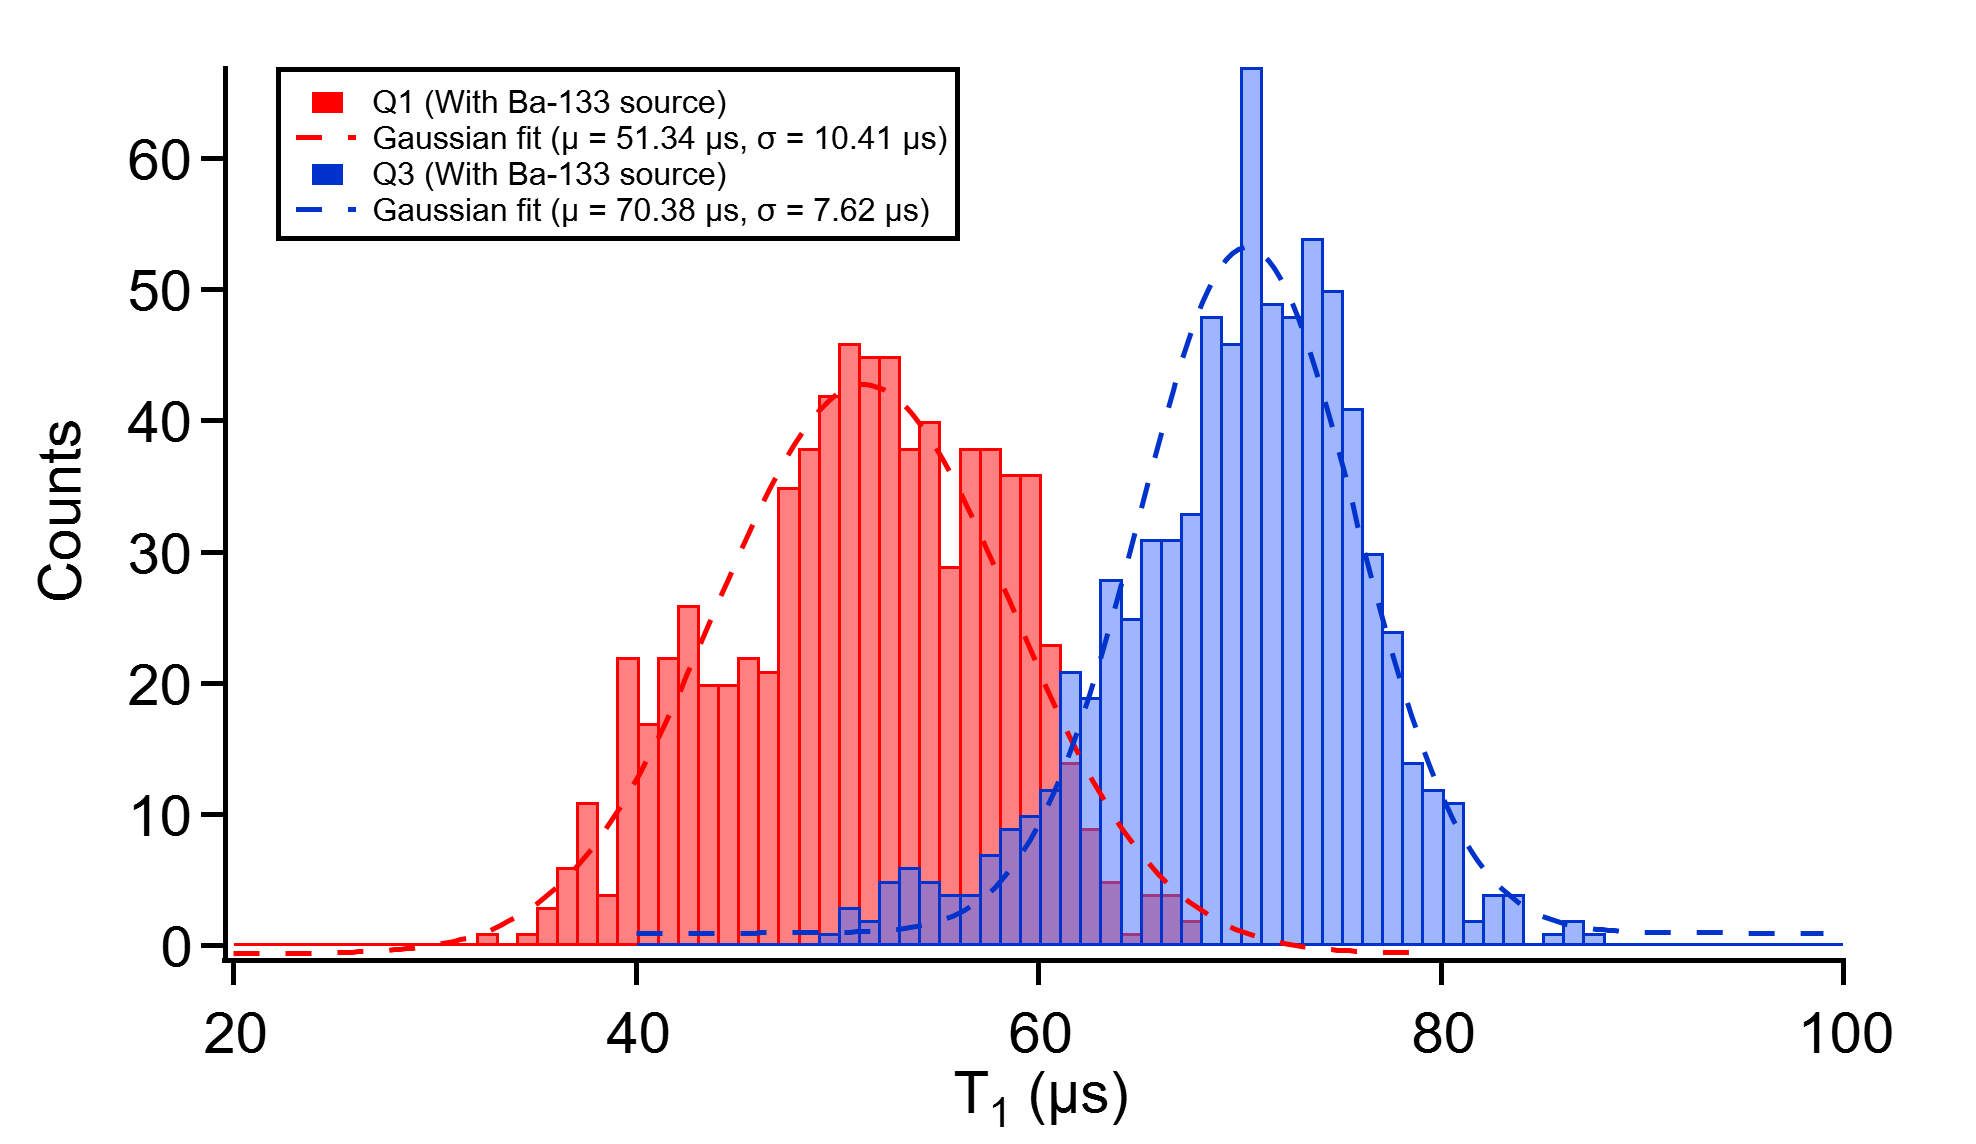 Q1 (With Ba-133 source)
Gaussian fit (µ = 51.34 µs, σ = 10.41 µs)
Q3 (With Ba-133 source)
Gaussian fit (µ = 70.38 µs, σ = 7.62 µs)
Counts
60
50
40
30
20
10
0
20 40 60 80 100
T₁ (µs)